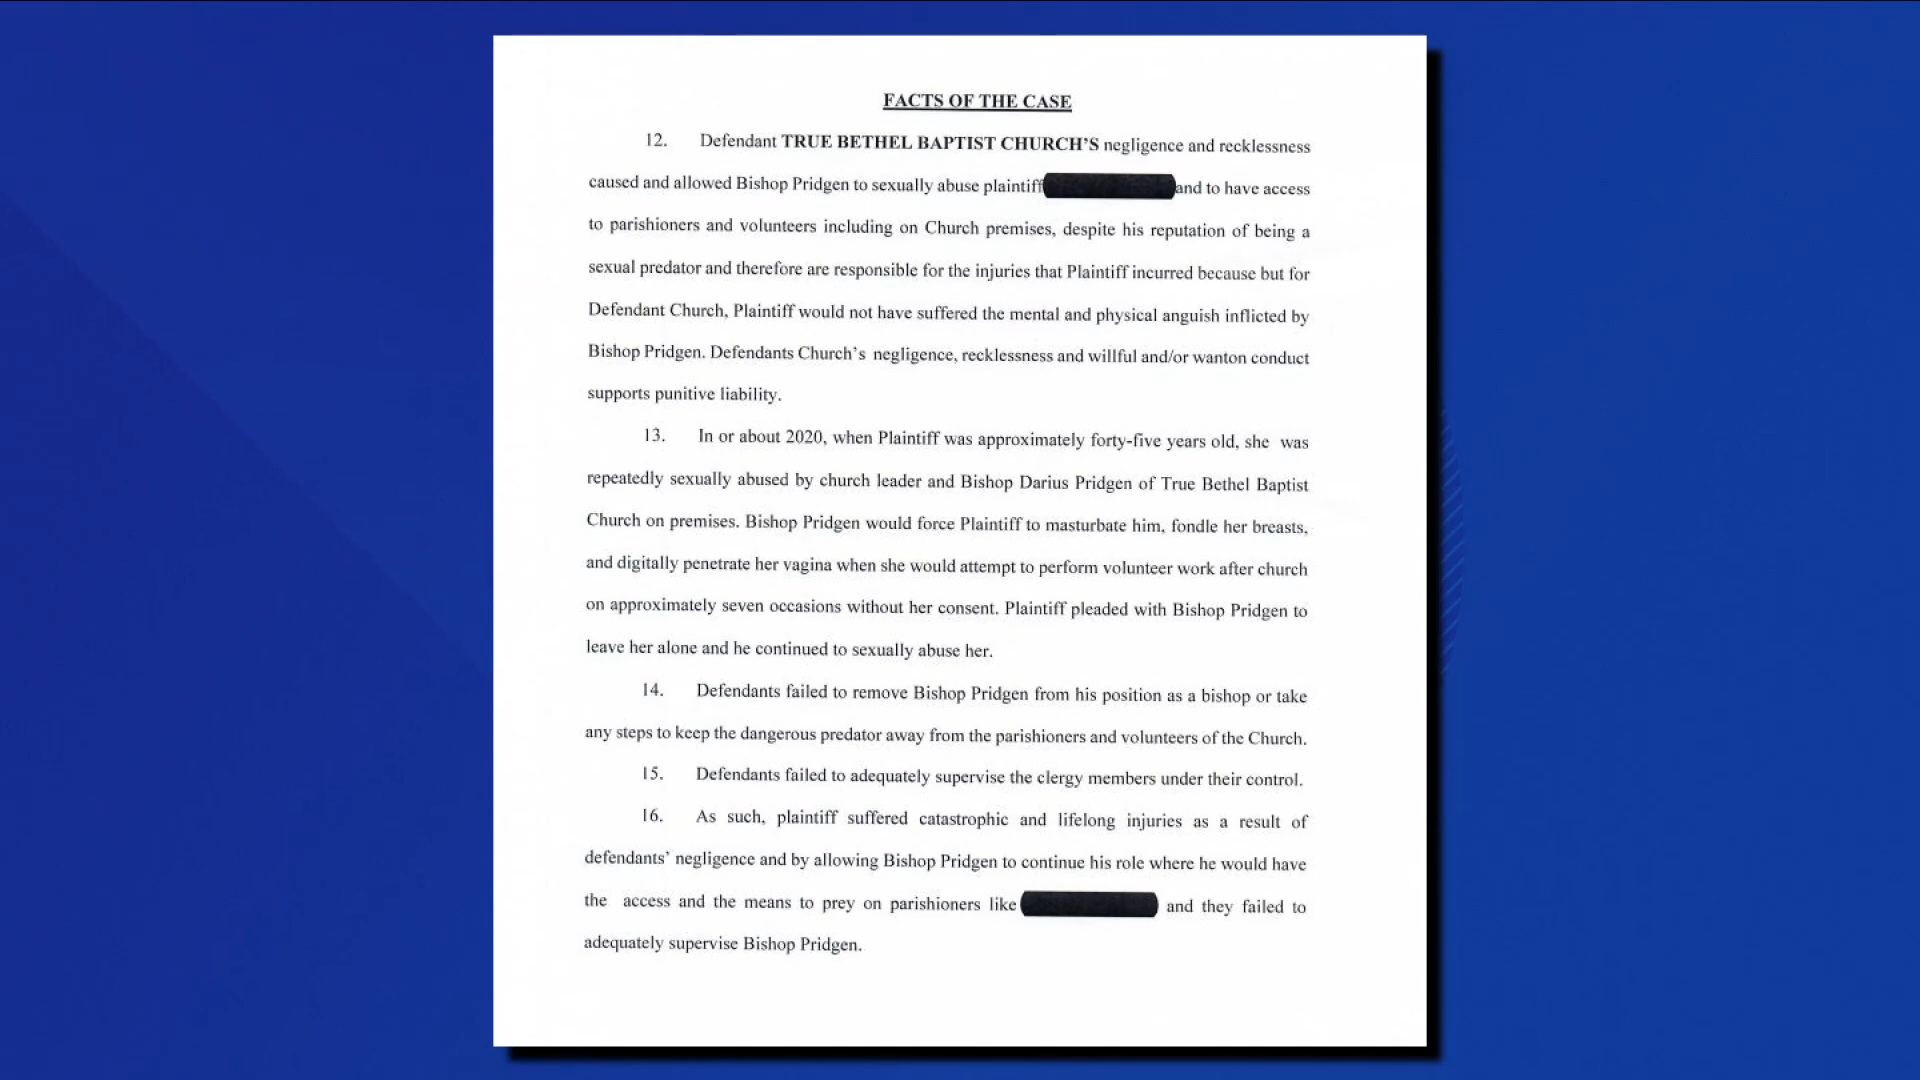 FACTS OF THE CASE
12. Defendant TRUE BETHEL BAPTIST CHURCH'S negligence and recklessness
caused and allowed Bishop Pridgen to sexually abuse plaintiff and to have access
to parishioners and volunteers including on Church premises, despite his reputation of being a
sexual predator and therefore are responsible for the injuries that Plaintiff incurred because but for
Defendant Church, Plaintiff would not have suffered the mental and physical anguish inflicted by
Bishop Pridgen. Defendants Church's negligence, recklessness and willful and/or wanton conduct
supports punitive liability.
13. In or about 2020, when Plaintiff was approximately forty-five years old, she was
repeatedly sexually abused by church leader and Bishop Darius Pridgen of True Bethel Baptist
Church on premises. Bishop Pridgen would force Plaintiff to masturbate him, fondle her breasts,
and digitally penetrate her vagina when she would attempt to perform volunteer work after church
on approximately seven occasions without her consent. Plaintiff pleaded with Bishop Pridgen to
leave her alone and he continued to sexually abuse her.
14. Defendants failed to remove Bishop Pridgen from his position as a bishop or take
any steps to keep the dangerous predator away from the parishioners and volunteers of the Church.
15. Defendants failed to adequately supervise the clergy members under their control.
16. As such, plaintiff suffered catastrophic and lifelong injuries as a result of
defendants' negligence and by allowing Bishop Pridgen to continue his role where he would have
the access and the means to prey on parishioners like and they failed to
adequately supervise Bishop Pridgen.